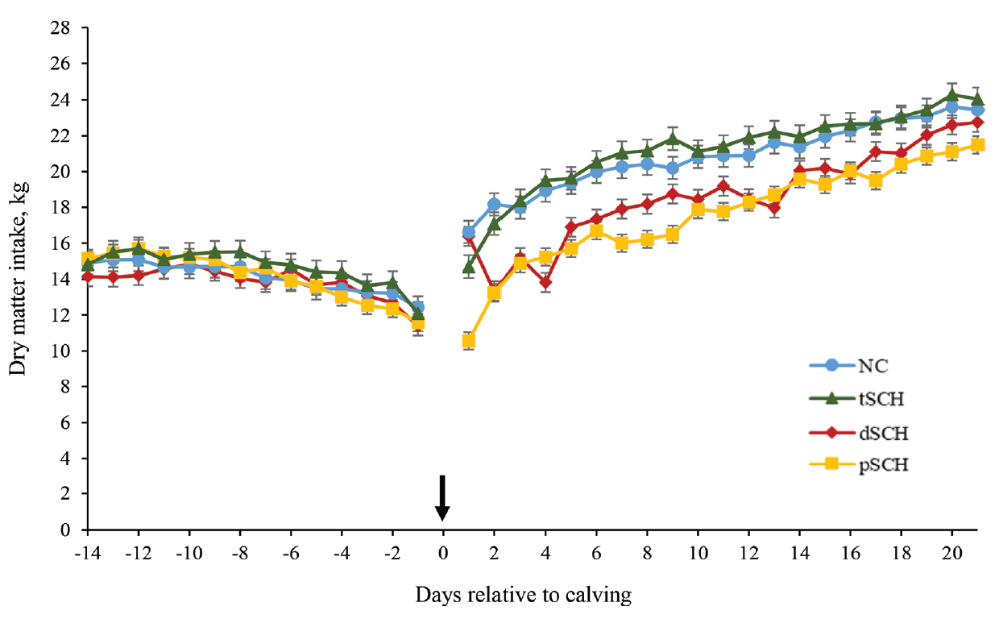 28
26
24
22
20
18
16
14
12
10
8
6
4
2
0
Dry matter intake, kg
-14 -12 -10 -8 -6 -4 -2 0 2 4 6 8 10 12 14 16 18 20
Days relative to calving
NC
tSCH
dSCH
pSCH